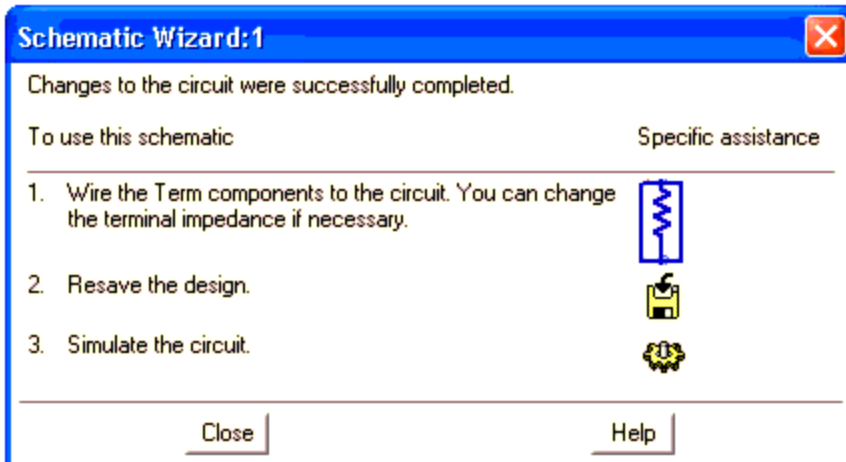 Schematic Wizard:1
Changes to the circuit were successfully completed.
To use this schematic Specific assistance
1. Wire the Term components to the circuit. You can change
the terminal impedance if necessary.
2. Resave the design.
3. Simulate the circuit.
Close Help